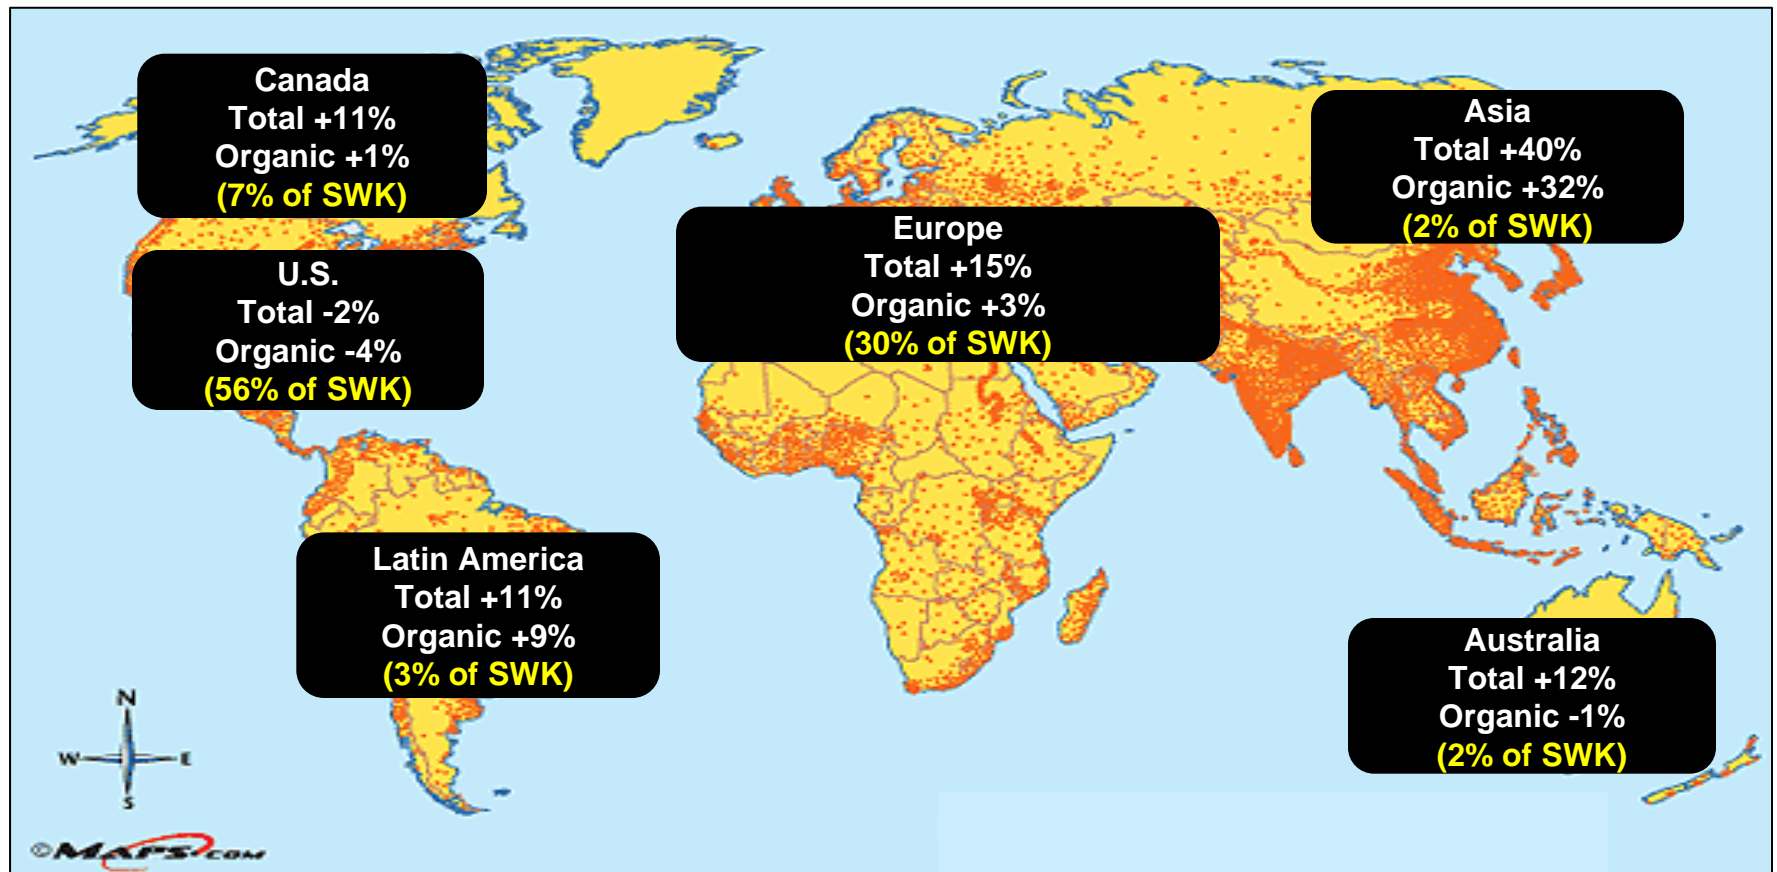 Canada
Total +11%
Organic +1%
(7% of SWK)
Asia
Total +40%
Organic +32%
(2% of SWK)
Europe
Total +15%
Organic +3%
(30% of SWK)
U.S.
Total -2%
Organic -4%
(56% of SWK)
Latin America
Total +11%
Organic +9%
(3% of SWK)
Australia
Total +12%
Organic -1%
(2% of SWK)
N
W E
S
©MAPS.COM